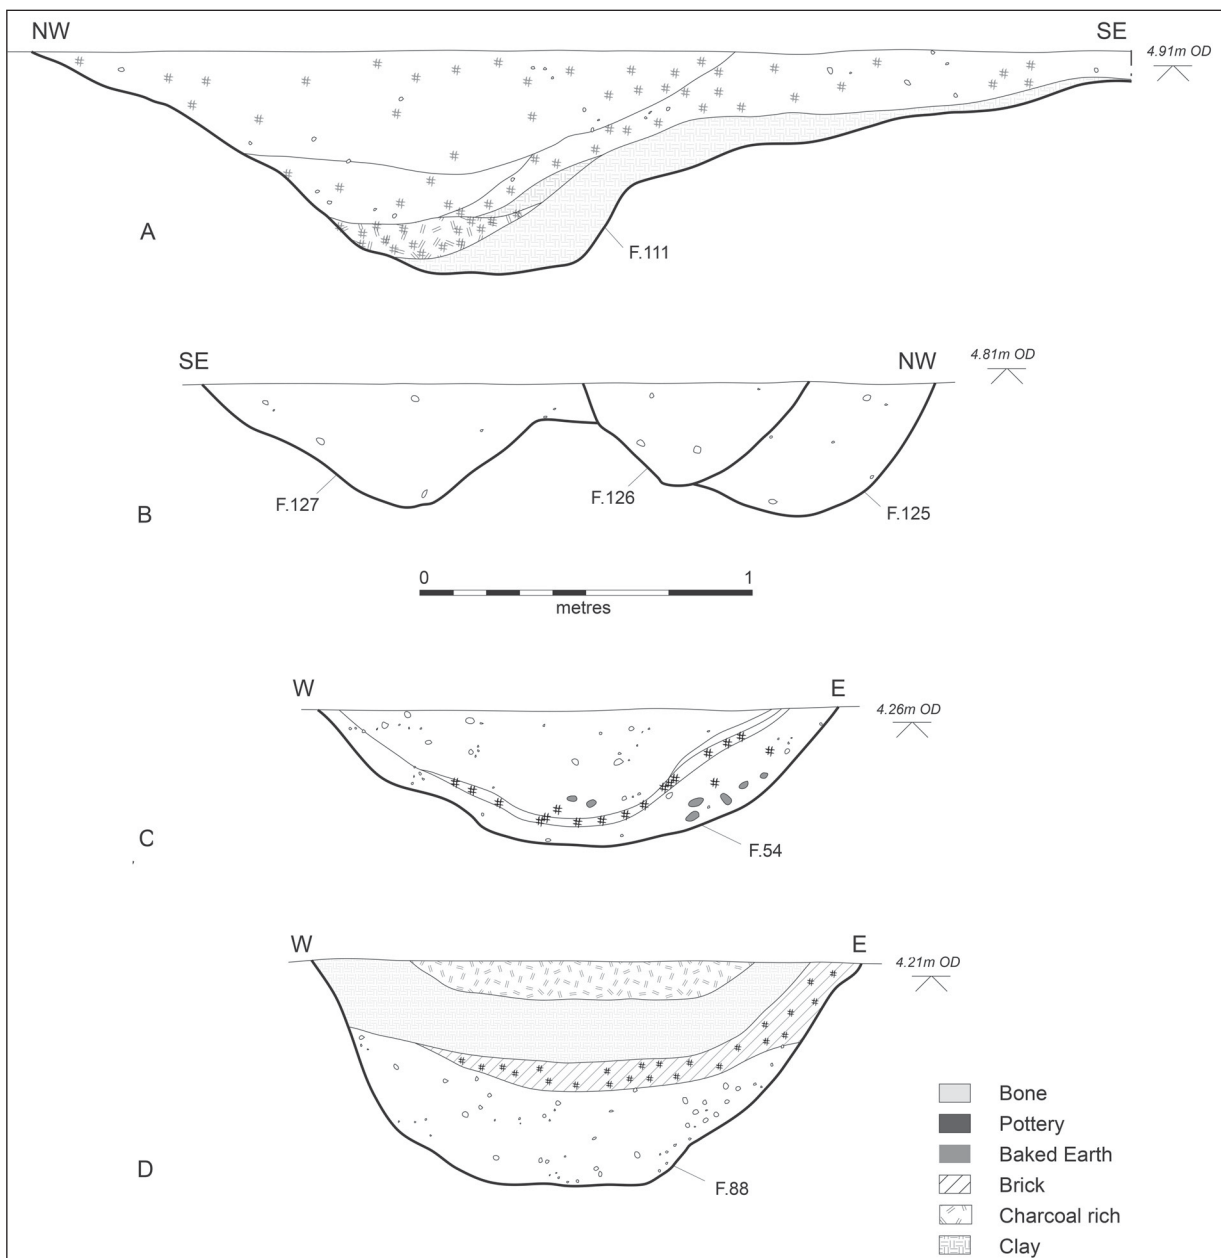 NW SE
4.91m OD
A
F.111
SE NW
4.81m OD
F.127 F.126 F.125
B
0 1
metres
W E
4.26m OD
C
F.54
W E
4.21m OD
D
F.88
Bone
Pottery
Baked Earth
Brick
Charcoal rich
Clay